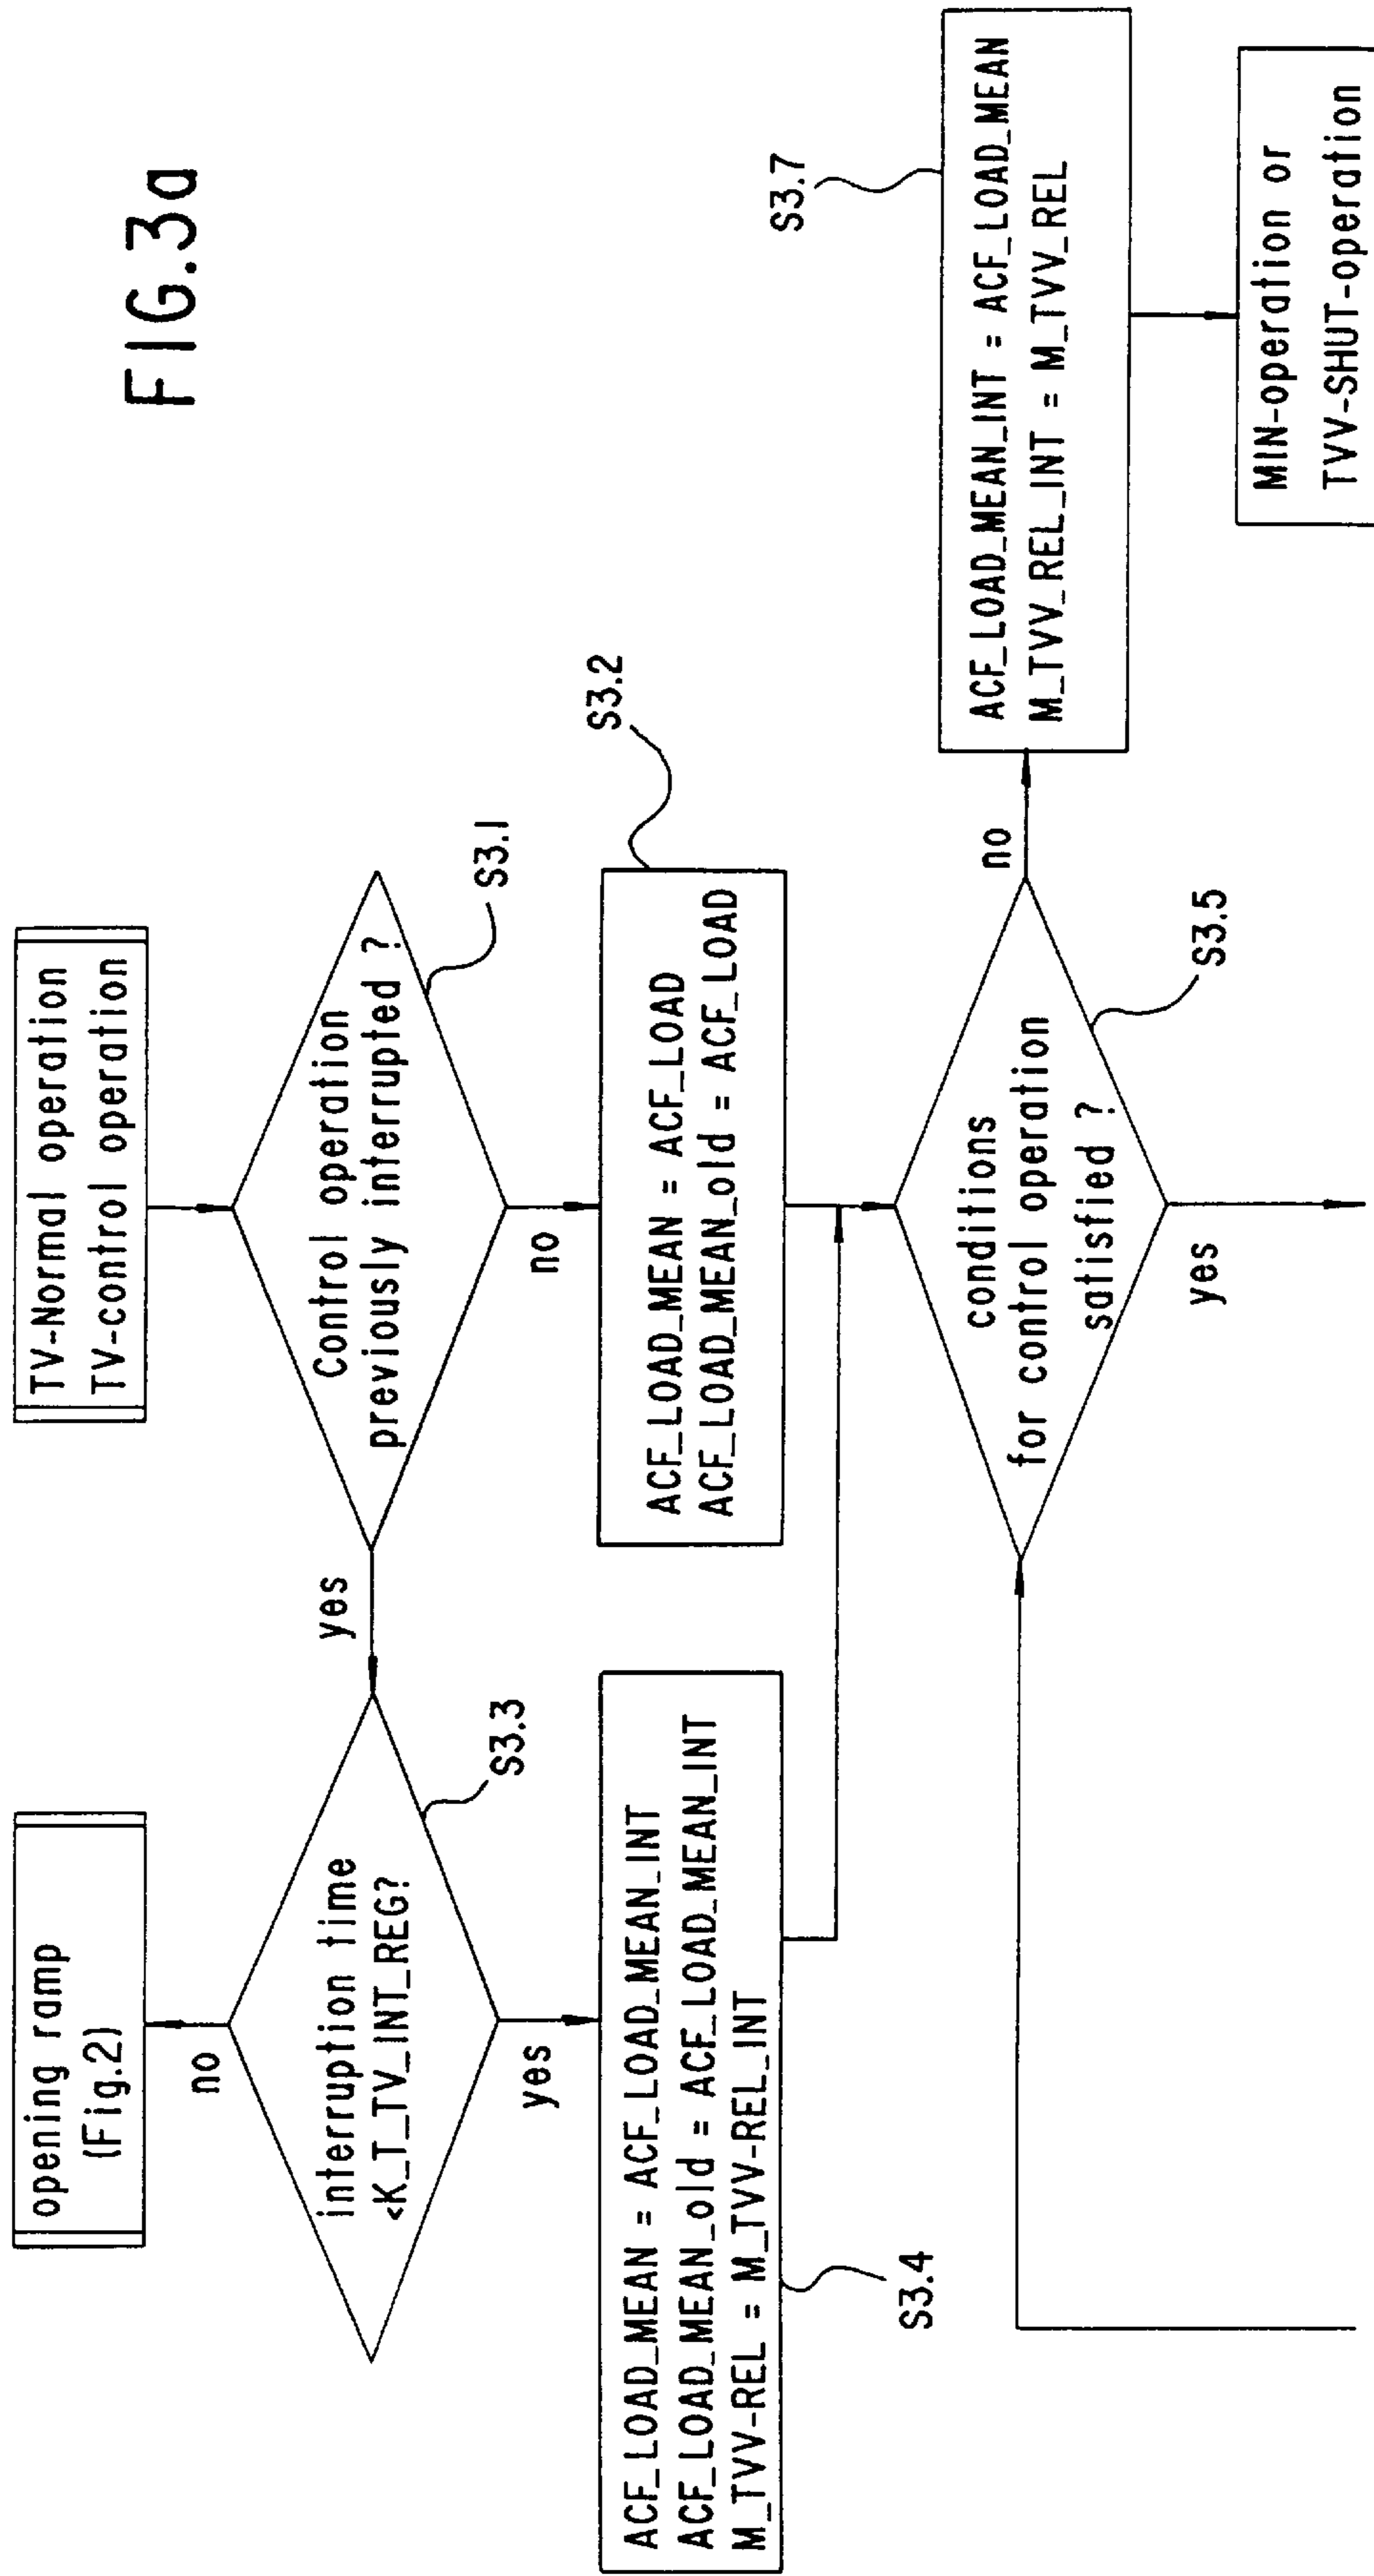 FIG.3a
TV-Normal operation
TV-control operation
Control operation
previously interrupted ?
S3.1
yes
no
opening ramp
(Fig.2)
no
interruption time
<K_T_TV_INT_REG?
S3.3
yes
ACF_LOAD_MEAN = ACF_LOAD_MEAN_INT
ACF_LOAD_MEAN_old = ACF_LOAD_MEAN_INT
M_TVV-REL = M_TVV-REL_INT
S3.4
ACF_LOAD_MEAN = ACF_LOAD
ACF_LOAD_MEAN_old = ACF_LOAD
S3.2
conditions
for control operation
satisfied ?
S3.5
no
yes
ACF_LOAD_MEAN_INT = ACF_LOAD_MEAN
M_TVV_REL_INT = M_TVV_REL
S3.7
MIN-operation or
TVV-SHUT-operation